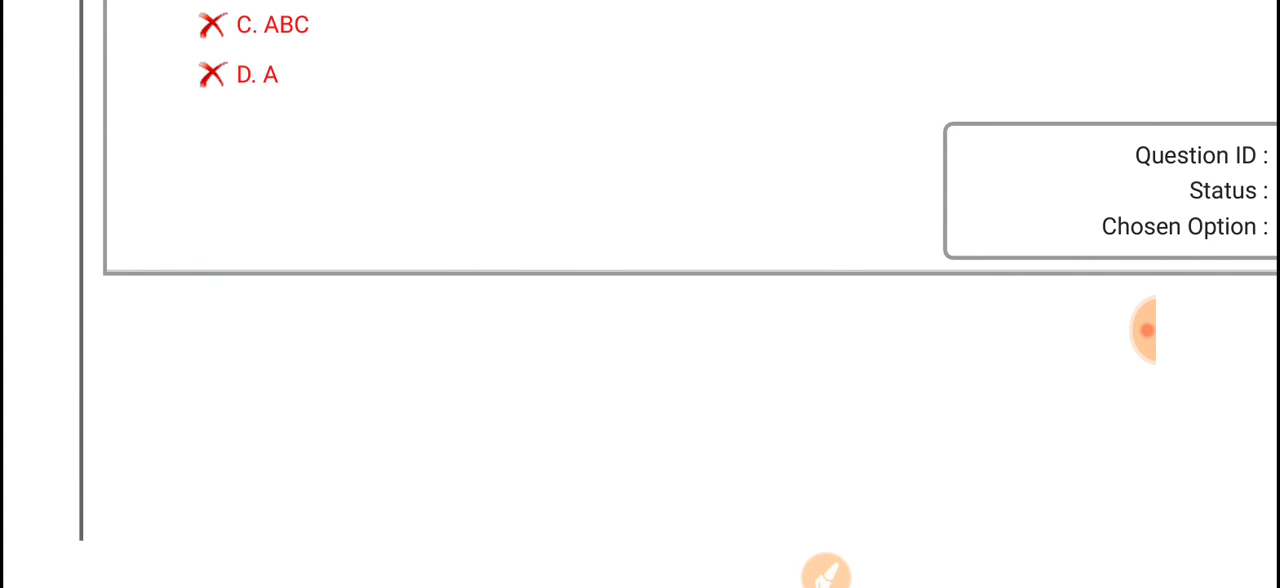 C. ABC
D. A
Question ID :
Status :
Chosen Option :